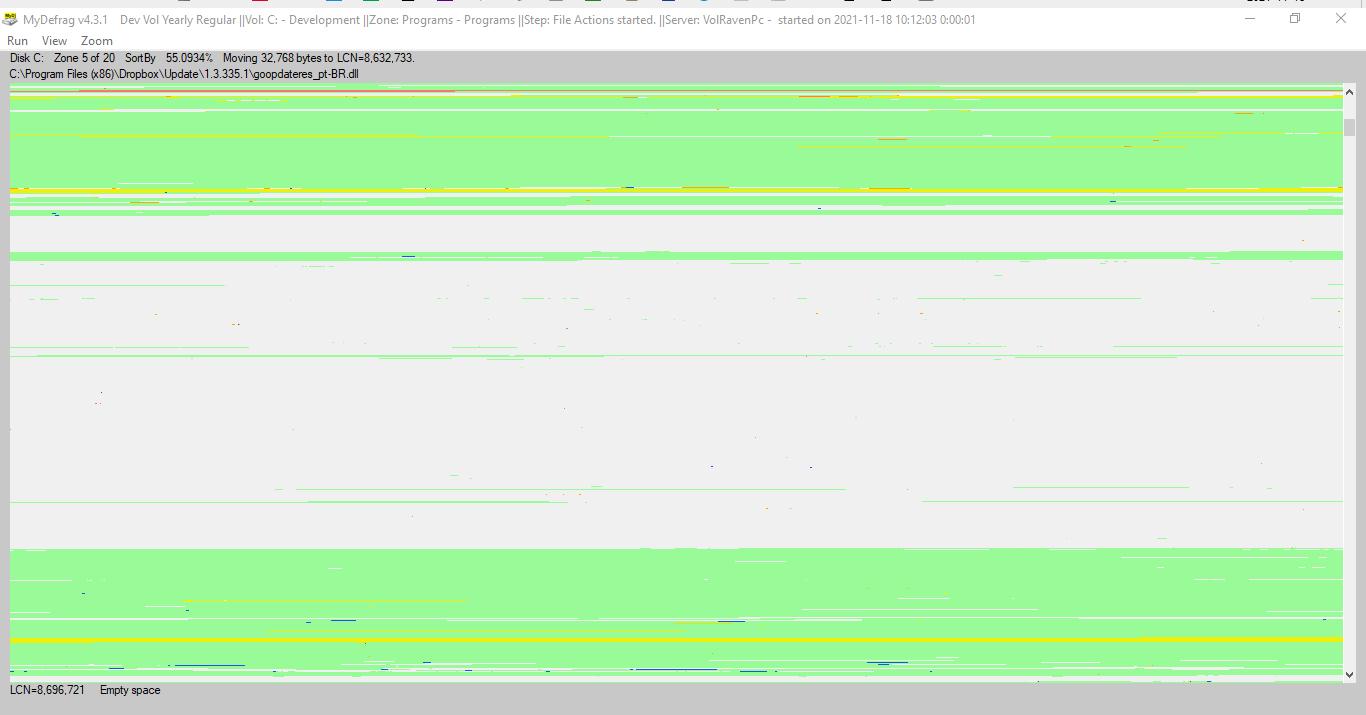 MyDefrag v4.3.1    Dev Vol Yearly Regular ||Vol: C: - Development ||Zone: Programs - Programs ||Step: File Actions started. ||Server: VolRavenPc -  started on 2021-11-18 10:12:03 0:00:01
Run    View    Zoom
Disk C:   Zone 5 of 20   SortBy   55.0934%   Moving 32,768 bytes to LCN=8,632,733.
C:\Program Files (x86)\Dropbox\Update\1.3.335.1\goopdateres_pt-BR.dll
LCN=8,696,721    Empty space